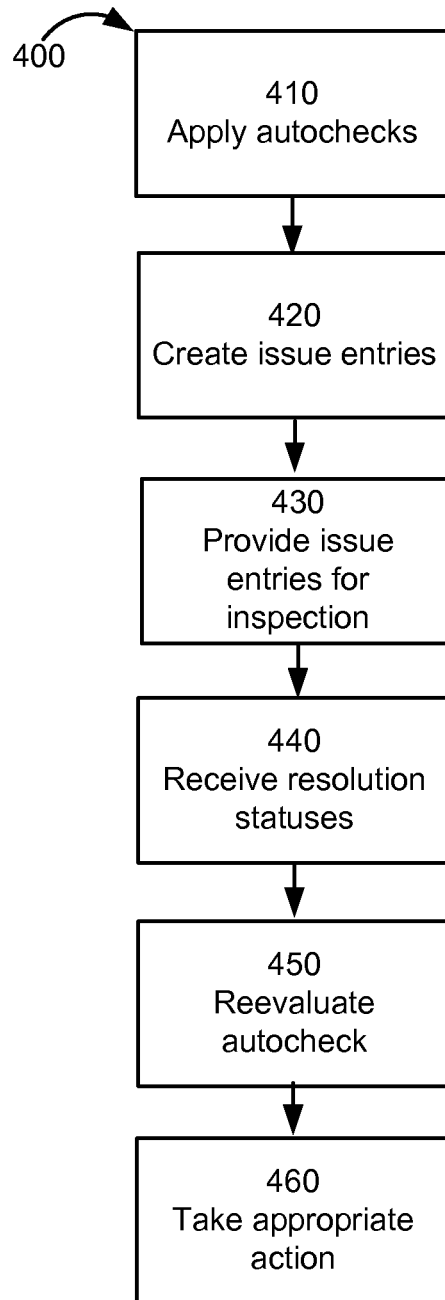 400
410
Apply autochecks
420
Create issue entries
430
Provide issue
entries for
inspection
440
Receive resolution
statuses
450
Reevaluate
autocheck
460
Take appropriate
action